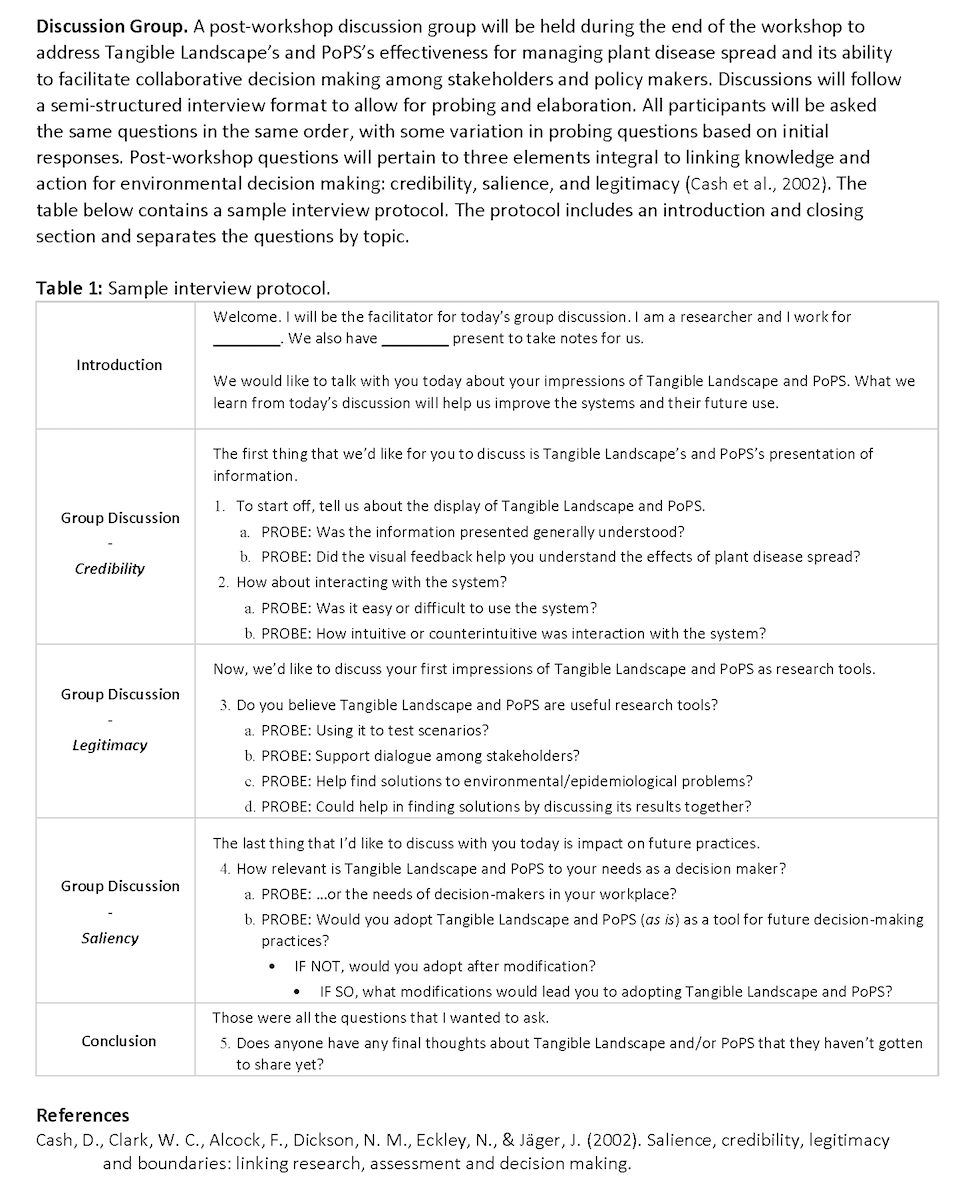 Discussion Group. A post-workshop discussion group will be held during the end of the workshop to
address Tangible Landscape’s and PoPS’s effectiveness for managing plant disease spread and its ability
to facilitate collaborative decision making among stakeholders and policy makers. Discussions will follow
a semi-structured interview format to allow for probing and elaboration. All participants will be asked
the same questions in the same order, with some variation in probing questions based on initial
responses. Post-workshop questions will pertain to three elements integral to linking knowledge and
action for environmental decision making: credibility, salience, and legitimacy (Cash et al., 2002). The
table below contains a sample interview protocol. The protocol includes an introduction and closing
section and separates the questions by topic.
Table 1: Sample interview protocol.
Introduction
Welcome. I will be the facilitator for today’s group discussion. I am a researcher and I work for
________. We also have ________ present to take notes for us.
We would like to talk with you today about your impressions of Tangible Landscape and PoPS. What we
learn from today’s discussion will help us improve the systems and their future use.
Group Discussion
-
Credibility
The first thing that we’d like for you to discuss is Tangible Landscape’s and PoPS’s presentation of
information.
1. To start off, tell us about the display of Tangible Landscape and PoPS.
a. PROBE: Was the information presented generally understood?
b. PROBE: Did the visual feedback help you understand the effects of plant disease spread?
2. How about interacting with the system?
a. PROBE: Was it easy or difficult to use the system?
b. PROBE: How intuitive or counterintuitive was interaction with the system?
Group Discussion
-
Legitimacy
Now, we’d like to discuss your first impressions of Tangible Landscape and PoPS as research tools.
3. Do you believe Tangible Landscape and PoPS are useful research tools?
a. PROBE: Using it to test scenarios?
b. PROBE: Support dialogue among stakeholders?
c. PROBE: Help find solutions to environmental/epidemiological problems?
d. PROBE: Could help in finding solutions by discussing its results together?
Group Discussion
-
Saliency
The last thing that I’d like to discuss with you today is impact on future practices.
4. How relevant is Tangible Landscape and PoPS to your needs as a decision maker?
a. PROBE: …or the needs of decision-makers in your workplace?
b. PROBE: Would you adopt Tangible Landscape and PoPS (as is) as a tool for future decision-making
practices?
• IF NOT, would you adopt after modification?
• IF SO, what modifications would lead you to adopting Tangible Landscape and PoPS?
Conclusion
Those were all the questions that I wanted to ask.
5. Does anyone have any final thoughts about Tangible Landscape and/or PoPS that they haven’t gotten
to share yet?
References
Cash, D., Clark, W. C., Alcock, F., Dickson, N. M., Eckley, N., & Jäger, J. (2002). Salience, credibility, legitimacy
and boundaries: linking research, assessment and decision making.